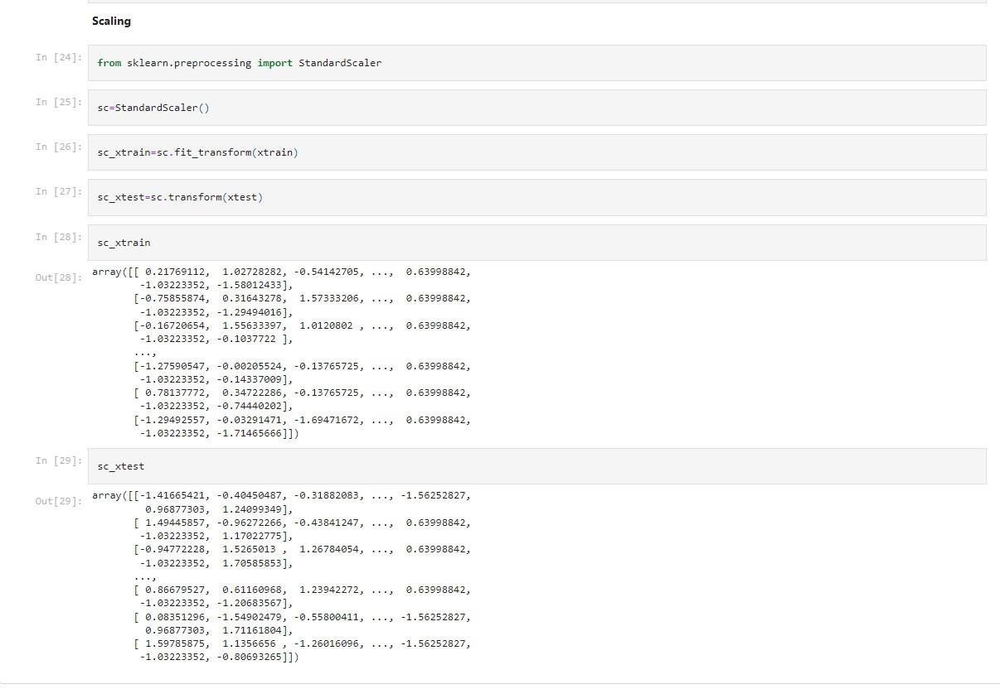 Scaling
In [24]: from sklearn.preprocessing import StandardScaler
In [25]: sc=StandardScaler()
In [26]: sc_xtrain=sc.fit_transform(xtrain)
In [27]: sc_xtest=sc.transform(xtest)
In [28]: sc_xtrain
Out[28]: array([[ 0.21769112,  1.02728282, -0.54142705, ...,  0.63998842,
        -1.03223352, -1.58012433],
       [-0.75855874,  0.31643278,  1.57333206, ...,  0.63998842,
        -1.03223352, -1.29494016],
       [-0.16720654,  1.55633397,  1.0120802 , ...,  0.63998842,
        -1.03223352, -0.1037722 ],
       ...,
       [-1.27590547, -0.00205524, -0.13765725, ...,  0.63998842,
        -1.03223352, -0.14337009],
       [ 0.78137772,  0.34722286, -0.13765725, ...,  0.63998842,
        -1.03223352, -0.74440202],
       [-1.29492557, -0.03291471, -1.69471672, ...,  0.63998842,
        -1.03223352, -1.71465666]])
In [29]: sc_xtest
Out[29]: array([[-1.41665421, -0.40450487, -0.31882083, ..., -1.56252827,
         0.96877303,  1.24099349],
       [ 1.49445857, -0.96272266, -0.43841247, ...,  0.63998842,
        -1.03223352,  1.17022775],
       [-0.94772228,  1.5265013 ,  1.26784054, ...,  0.63998842,
        -1.03223352,  1.70585853],
       ...,
       [ 0.86679527,  0.61160968,  1.23942272, ...,  0.63998842,
        -1.03223352, -1.20683567],
       [ 0.08351296, -1.54902479, -0.55800411, ..., -1.56252827,
         0.96877303,  1.71161804],
       [ 1.59785875,  1.1356656 , -1.26016096, ..., -1.56252827,
        -1.03223352, -0.80693265]])